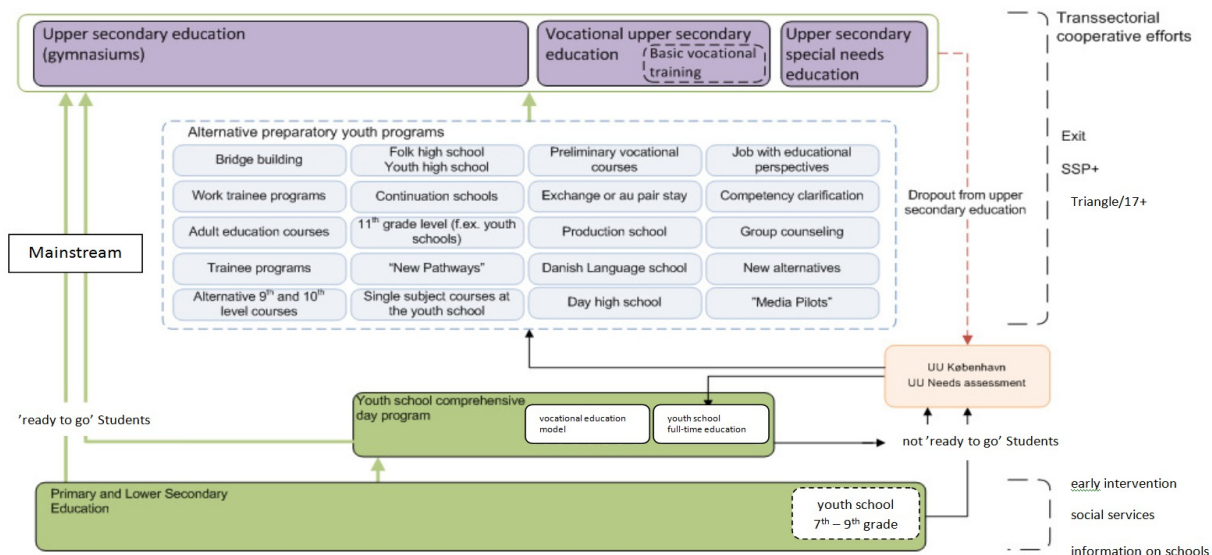 Upper secondary education
(gymnasiums)
Vocational upper secondary
education
Basic vocational
training
Upper secondary
special needs
education
Transsectorial
cooperative efforts
Exit
SSP+
Triangle/17+
Alternative preparatory youth programs
Bridge building
Folk high school
Youth high school
Preliminary vocational
courses
Job with educational
perspectives
Work trainee programs
Continuation schools
Exchange or au pair stay
Competency clarification
Adult education courses
11th grade level (f.ex. youth
schools)
Production school
Group counseling
Trainee programs
"New Pathways"
Danish Language school
New alternatives
Alternative 9th and 10th
level courses
Single subject courses at
the youth school
Day high school
"Media Pilots"
Dropout from upper
secondary education
Mainstream
UU København
UU Needs assessment
'ready to go' Students
Youth school comprehensive
day program
vocational education
model
youth school
full-time education
not 'ready to go' Students
Primary and Lower Secondary
Education
youth school
7th – 9th grade
early intervention
social services
information on schools